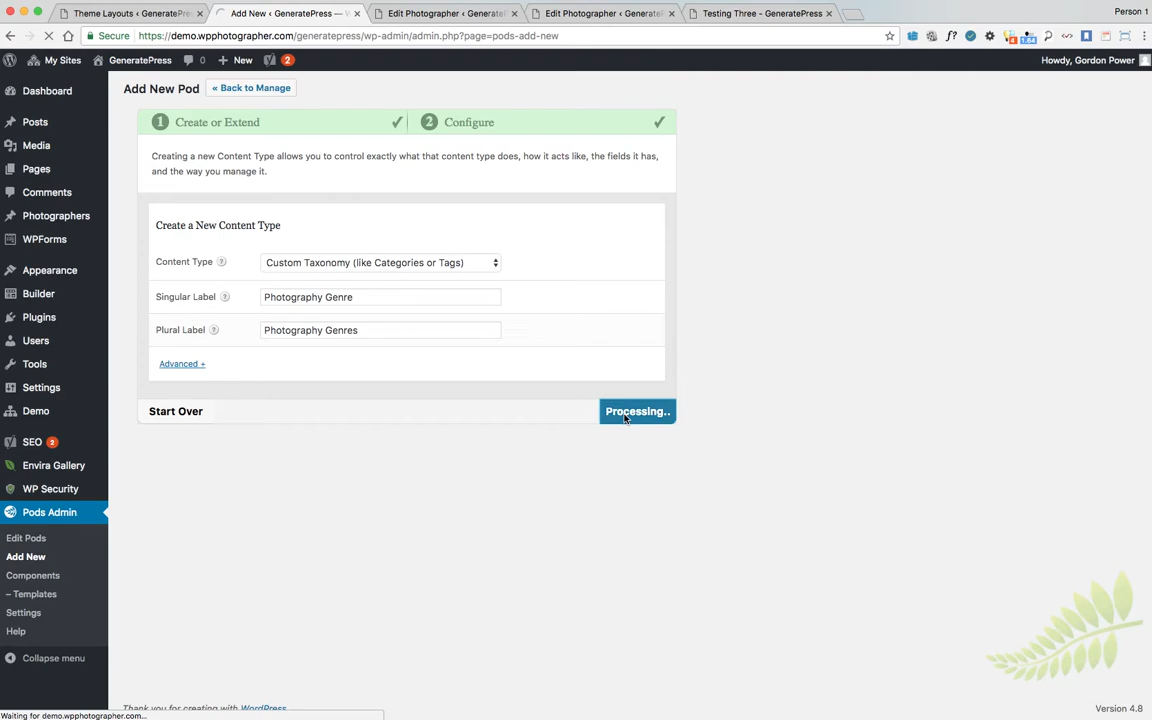 Theme Layouts ‹ GeneratePre
Add New ‹ GeneratePress — W
Edit Photographer ‹ Generate
Edit Photographer ‹ Generate
Testing Three - GeneratePress
Person 1
Secure
https://demo.wpphotographer.com/generatepress/wp-admin/admin.php?page=pods-add-new
1:84
My Sites
GeneratePress
0
New
2
Howdy, Gordon Power
Dashboard
Posts
Media
Pages
Comments
Photographers
WPForms
Appearance
Builder
Plugins
Users
Tools
Settings
Demo
SEO 2
Envira Gallery
WP Security
Pods Admin
Edit Pods
Add New
Components
– Templates
Settings
Help
Collapse menu
Add New Pod
« Back to Manage
1 Create or Extend
2 Configure
Creating a new Content Type allows you to control exactly what that content type does, how it acts like, the fields it has,
and the way you manage it.
Create a New Content Type
Content Type ?
Custom Taxonomy (like Categories or Tags)
Singular Label ?
Photography Genre
Plural Label ?
Photography Genres
Advanced +
Start Over
Processing..
Thank you for creating with WordPress
Version 4.8
Waiting for demo.wpphotographer.com...